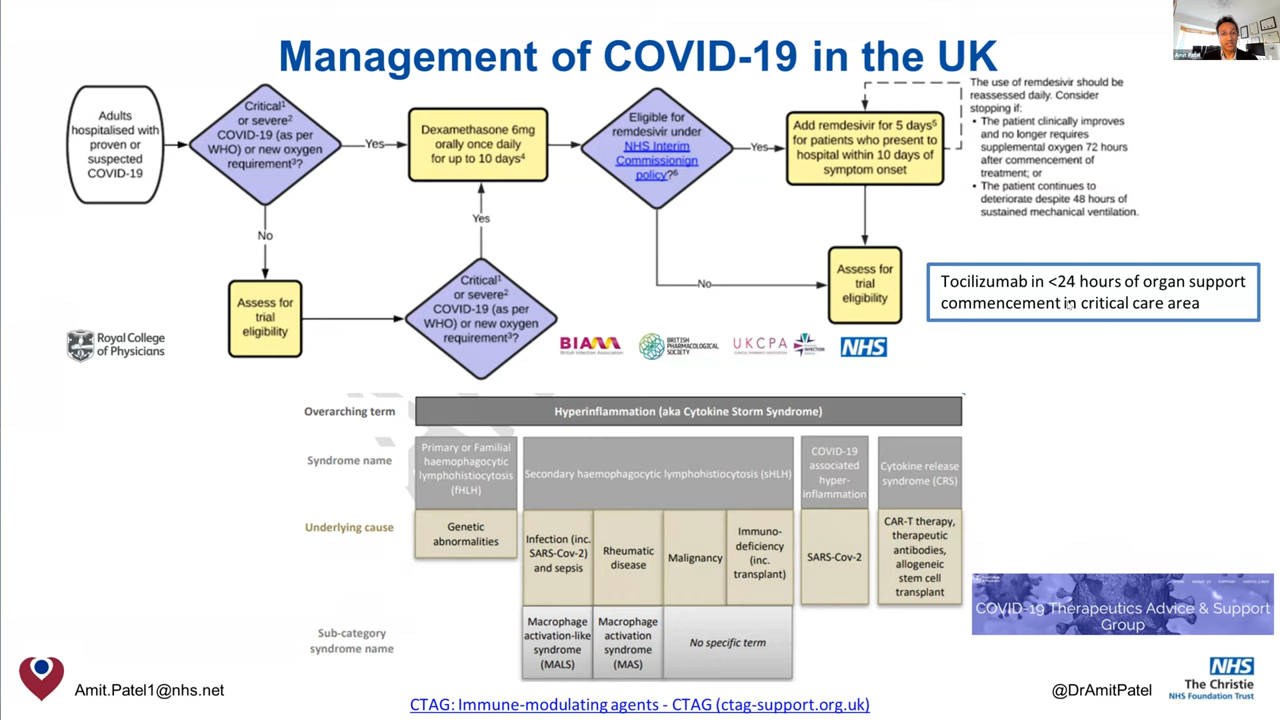 Management of COVID-19 in the UK
Amit Patel
Adults
hospitalised with
proven or
suspected
COVID-19
Critical¹
or severe²
COVID-19 (as per
WHO) or new oxygen
requirement³?
Yes
Dexamethasone 6mg
orally once daily
for up to 10 days⁴
Eligible for
remdesivir under
NHS Interim
Commissionign
policy?⁶
Yes
Add remdesivir for 5 days⁵
for patients who present to
hospital within 10 days of
symptom onset
The use of remdesivir should be
reassessed daily. Consider
stopping if:
• The patient clinically improves
and no longer requires
supplemental oxygen 72 hours
after commencement of
treatment; or
• The patient continues to
deteriorate despite 48 hours of
sustained mechanical ventilation.
No
Yes
Assess for
trial
eligibility
Critical¹
or severe²
COVID-19 (as per
WHO) or new oxygen
requirement³?
No
Assess for
trial
eligibility
Tocilizumab in <24 hours of organ support
commencement in critical care area
Royal College
of Physicians
BIA
British Infection Association
BRITISH
PHARMACOLOGICAL
SOCIETY
UKCPA
NHS
Overarching term
Hyperinflammation (aka Cytokine Storm Syndrome)
Syndrome name
Primary or Familial
haemophagocytic
lymphohistiocytosis
(fHLH)
Secondary haemophagocytic lymphohistiocytosis (sHLH)
COVID-19
associated
hyper-
inflammation
Cytokine release
syndrome (CRS)
Underlying cause
Genetic
abnormalities
Infection (inc.
SARS-Cov-2)
and sepsis
Rheumatic
disease
Malignancy
Immuno-
deficiency
(inc.
transplant)
SARS-Cov-2
CAR-T therapy,
therapeutic
antibodies,
allogeneic
stem cell
transplant
Sub-category
syndrome name
Macrophage
activation-like
syndrome
(MALS)
Macrophage
activation
syndrome
(MAS)
No specific term
COVID-19 Therapeutics Advice & Support
Group
Amit.Patel1@nhs.net
CTAG: Immune-modulating agents - CTAG (ctag-support.org.uk)
@DrAmitPatel
NHS
The Christie
NHS Foundation Trust